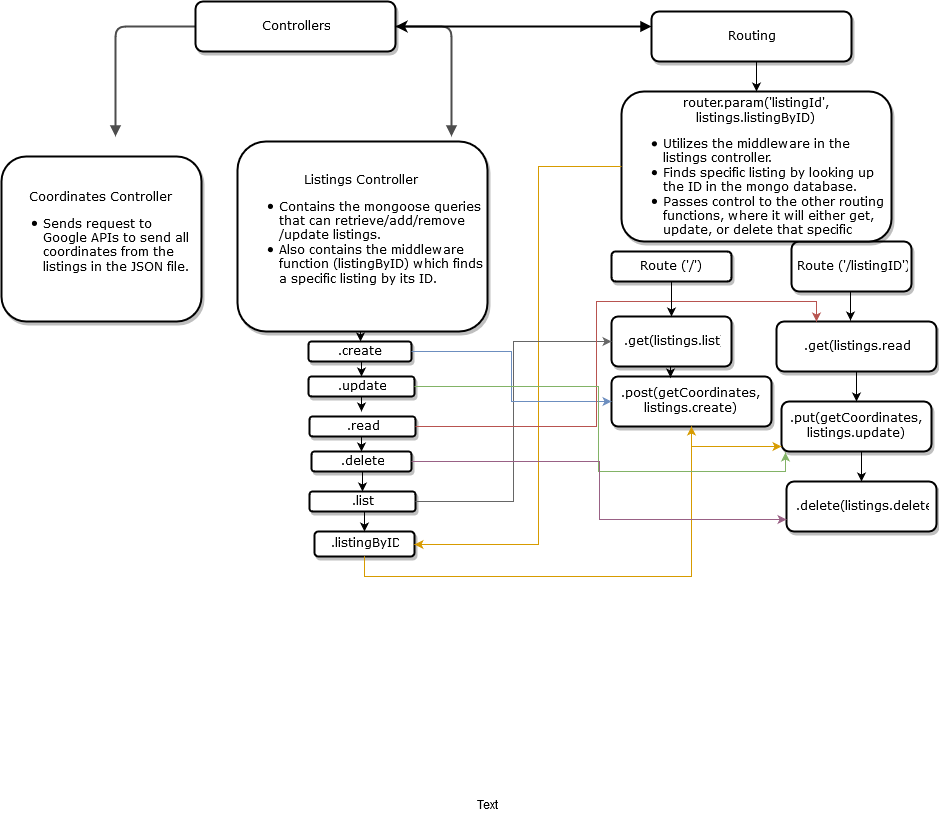 Controllers
Routing
router.param('listingId',
listings.listingByID)
• Utilizes the middleware in the
listings controller.
• Finds specific listing by looking up
the ID in the mongo database.
• Passes control to the other routing
functions, where it will either get,
update, or delete that specific
Coordinates Controller
• Sends request to
Google APIs to send all
coordinates from the
listings in the JSON file.
Listings Controller
• Contains the mongoose queries
that can retrieve/add/remove
/update listings.
• Also contains the middleware
function (listingByID) which finds
a specific listing by its ID.
.create
.update
.read
.delete
.list
.listingByID
Route ('/')
.get(listings.list
.post(getCoordinates,
listings.create)
Route ('/listingID')
.get(listings.read
.put(getCoordinates,
listings.update)
.delete(listings.delete
Text